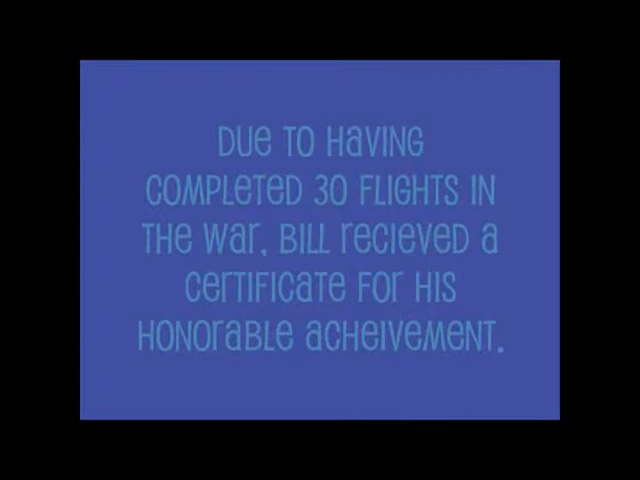 Due to Having
completed 30 flights in
the war, Bill recieved a
certificate for his
honorable acheivement.